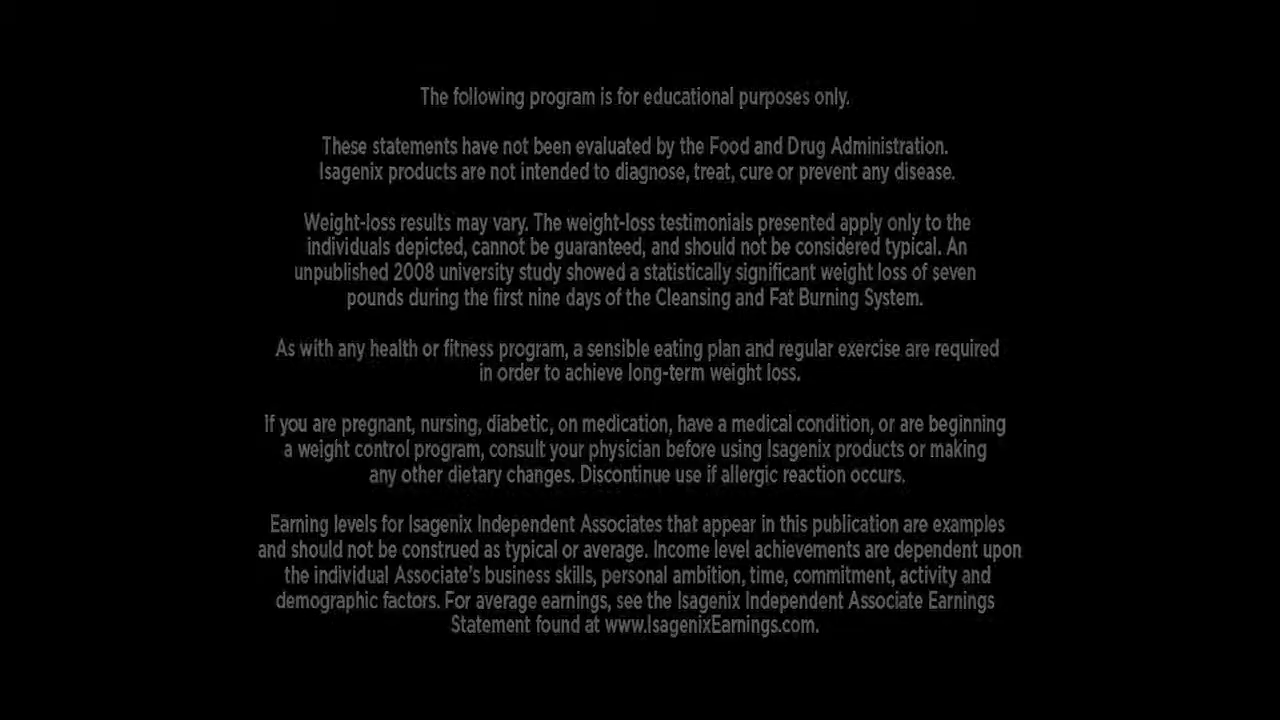 The following program is for educational purposes only.
These statements have not been evaluated by the Food and Drug Administration.
Isagenix products are not intended to diagnose, treat, cure or prevent any disease.
Weight-loss results may vary. The weight-loss testimonials presented apply only to the
individuals depicted, cannot be guaranteed, and should not be considered typical. An
unpublished 2008 university study showed a statistically significant weight loss of seven
pounds during the first nine days of the Cleansing and Fat Burning System.
As with any health or fitness program, a sensible eating plan and regular exercise are required
in order to achieve long-term weight loss.
If you are pregnant, nursing, diabetic, on medication, have a medical condition, or are beginning
a weight control program, consult your physician before using Isagenix products or making
any other dietary changes. Discontinue use if allergic reaction occurs.
Earning levels for Isagenix Independent Associates that appear in this publication are examples
and should not be construed as typical or average. Income level achievements are dependent upon
the individual Associate's business skills, personal ambition, time, commitment, activity and
demographic factors. For average earnings, see the Isagenix Independent Associate Earnings
Statement found at www.IsagenixEarnings.com.